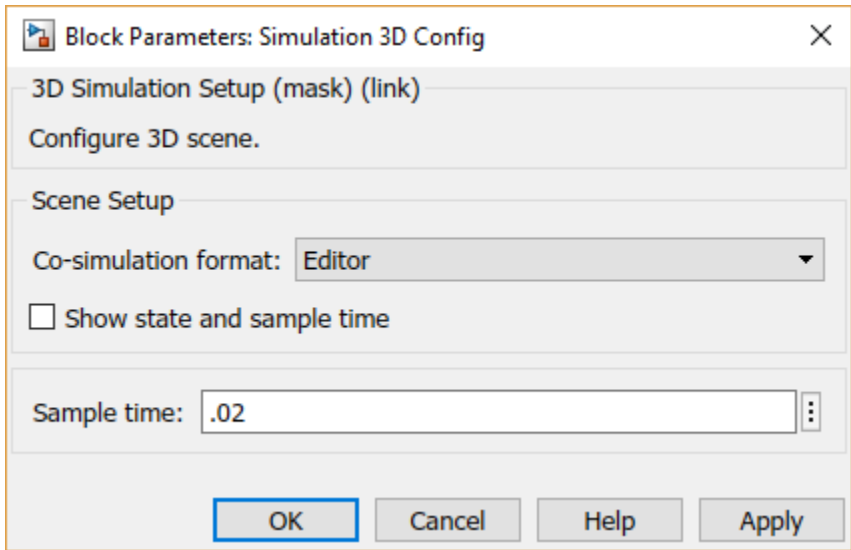 Block Parameters: Simulation 3D Config
3D Simulation Setup (mask) (link)
Configure 3D scene.
Scene Setup
Co-simulation format: Editor
Show state and sample time
Sample time: .02
OK Cancel Help Apply